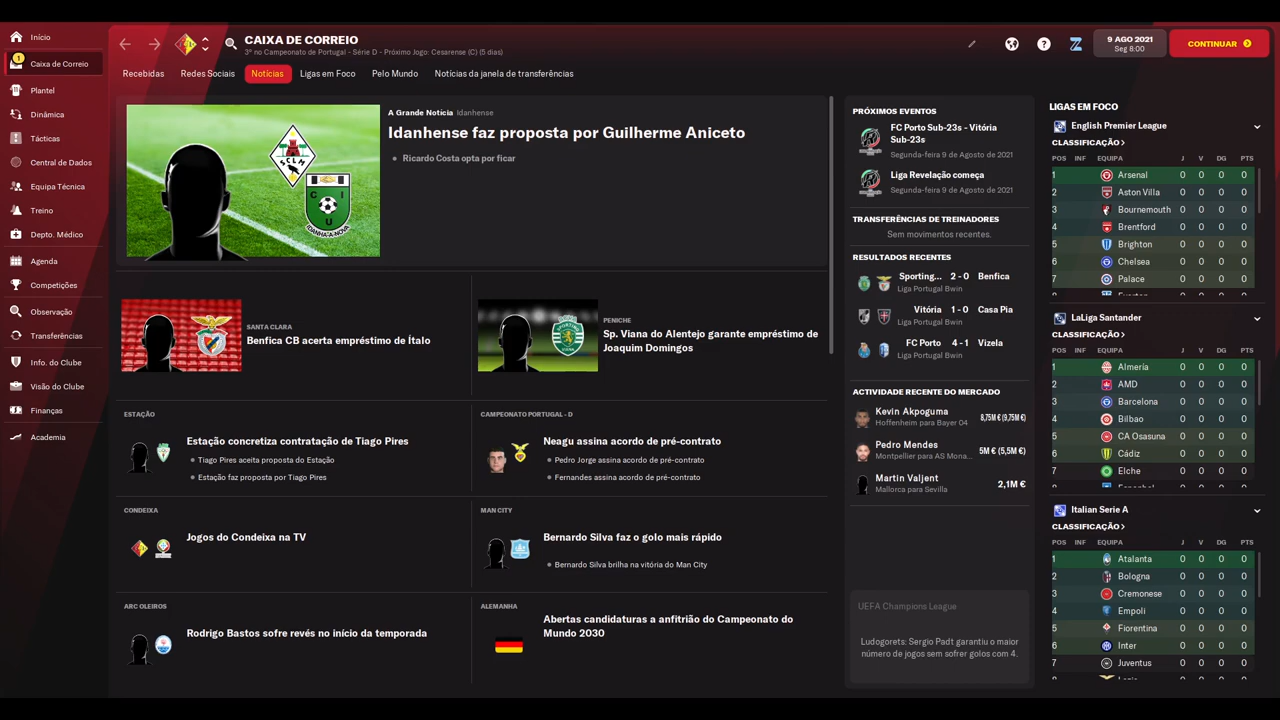 Início
1
Caixa de Correio
Plantel
Dinâmica
Tácticas
Central de Dados
Equipa Técnica
Treino
Depto. Médico
Agenda
Competições
Observação
Transferências
Info. do Clube
Visão do Clube
Finanças
Academia
CAIXA DE CORREIO
3º no Campeonato de Portugal - Série D - Próximo Jogo: Cesarense (C) (5 dias)
9 AGO 2021
Seg 8:00
CONTINUAR
Recebidas Redes Sociais Notícias Ligas em Foco Pelo Mundo Notícias da janela de transferências
A Grande Notícia Idanhense
Idanhense faz proposta por Guilherme Aniceto
Ricardo Costa opta por ficar
SANTA CLARA
Benfica CB acerta empréstimo de Ítalo
PENICHE
Sp. Viana do Alentejo garante empréstimo de
Joaquim Domingos
ESTAÇÃO
Estação concretiza contratação de Tiago Pires
Tiago Pires aceita proposta do Estação
Estação faz proposta por Tiago Pires
CAMPEONATO PORTUGAL - D
Neagu assina acordo de pré-contrato
Pedro Jorge assina acordo de pré-contrato
Fernandes assina acordo de pré-contrato
CONDEIXA
Jogos do Condeixa na TV
MAN CITY
Bernardo Silva faz o golo mais rápido
Bernardo Silva brilha na vitória do Man City
ARC OLEIROS
Rodrigo Bastos sofre revés no início da temporada
ALEMANHA
Abertas candidaturas a anfitrião do Campeonato do
Mundo 2030
PRÓXIMOS EVENTOS
FC Porto Sub-23s - Vitória
Sub-23s
Segunda-feira 9 de Agosto de 2021
Liga Revelação começa
Segunda-feira 9 de Agosto de 2021
TRANSFERÊNCIAS DE TREINADORES
Sem movimentos recentes.
RESULTADOS RECENTES
Sporting... 2 - 0 Benfica
Liga Portugal Bwin
Vitória 1 - 0 Casa Pia
Liga Portugal Bwin
FC Porto 4 - 1 Vizela
Liga Portugal Bwin
ACTIVIDADE RECENTE DO MERCADO
Kevin Akpoguma 8,75M € (9,75M €)
Hoffenheim para Bayer 04
Pedro Mendes 5M € (5,5M €)
Montpellier para AS Mona...
Martin Valjent 2,1M €
Mallorca para Sevilla
UEFA Champions League
Ludogorets: Sergio Padt garantiu o maior
número de jogos sem sofrer golos com 4.
LIGAS EM FOCO
English Premier League
CLASSIFICAÇÃO
POS INF EQUIPA J V DG PTS
1 Arsenal 0 0 0 0
2 Aston Villa 0 0 0 0
3 Bournemouth 0 0 0 0
4 Brentford 0 0 0 0
5 Brighton 0 0 0 0
6 Chelsea 0 0 0 0
7 Palace 0 0 0 0
LaLiga Santander
CLASSIFICAÇÃO
POS INF EQUIPA J V DG PTS
1 Almería 0 0 0 0
2 AMD 0 0 0 0
3 Barcelona 0 0 0 0
4 Bilbao 0 0 0 0
5 CA Osasuna 0 0 0 0
6 Cádiz 0 0 0 0
7 Elche 0 0 0 0
Italian Serie A
CLASSIFICAÇÃO
POS INF EQUIPA J V DG PTS
1 Atalanta 0 0 0 0
2 Bologna 0 0 0 0
3 Cremonese 0 0 0 0
4 Empoli 0 0 0 0
5 Fiorentina 0 0 0 0
6 Inter 0 0 0 0
7 Juventus 0 0 0 0